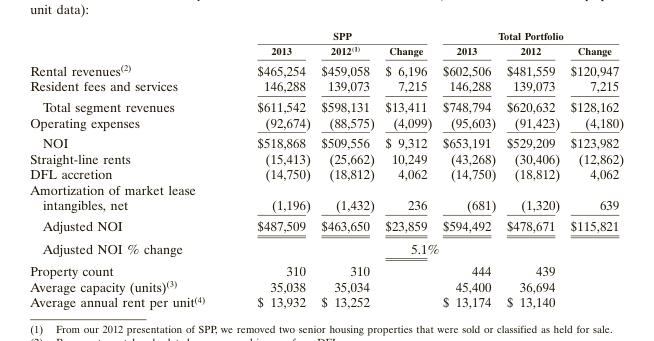 unit data):
SPP Total Portfolio
2013 2012(1) Change 2013 2012 Change
Rental revenues(2) $465,254 $459,058 $ 6,196 $602,506 $481,559 $120,947
Resident fees and services 146,288 139,073 7,215 146,288 139,073 7,215
Total segment revenues $611,542 $598,131 $13,411 $748,794 $620,632 $128,162
Operating expenses (92,674) (88,575) (4,099) (95,603) (91,423) (4,180)
NOI $518,868 $509,556 $ 9,312 $653,191 $529,209 $123,982
Straight-line rents (15,413) (25,662) 10,249 (43,268) (30,406) (12,862)
DFL accretion (14,750) (18,812) 4,062 (14,750) (18,812) 4,062
Amortization of market lease
intangibles, net (1,196) (1,432) 236 (681) (1,320) 639
Adjusted NOI $487,509 $463,650 $23,859 $594,492 $478,671 $115,821
Adjusted NOI % change 5.1%
Property count 310 310 444 439
Average capacity (units)(3) 35,038 35,034 45,400 36,694
Average annual rent per unit(4) $ 13,932 $ 13,252 $ 13,174 $ 13,140
(1) From our 2012 presentation of SPP, we removed two senior housing properties that were sold or classified as held for sale.